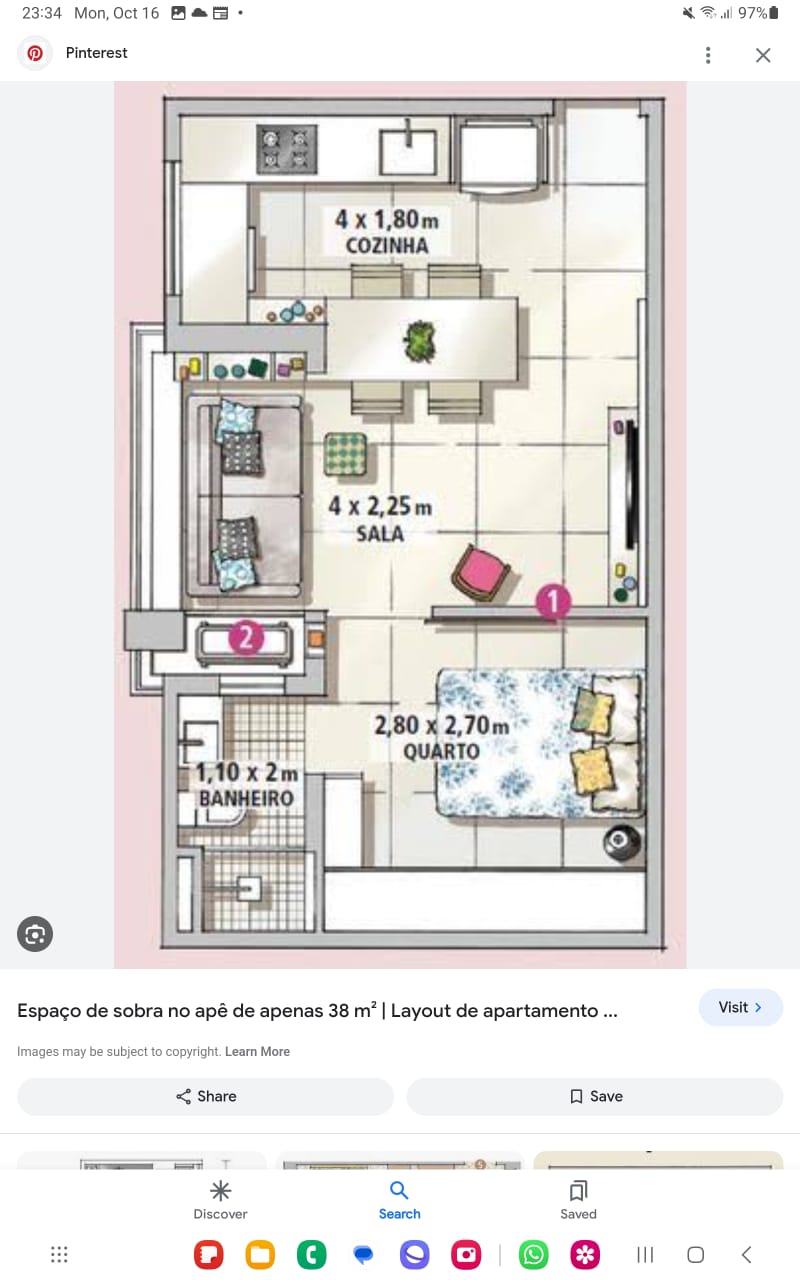 23:34 Mon, Oct 16
97%
Pinterest
4 x 1,80 m
COZINHA
4 x 2,25 m
SALA
1
2
2,80 x 2,70 m
QUARTO
1,10 x 2 m
BANHEIRO
Espaço de sobra no apê de apenas 38 m² | Layout de apartamento ...
Visit
Images may be subject to copyright. Learn More
Share
Save
Discover
Search
Saved